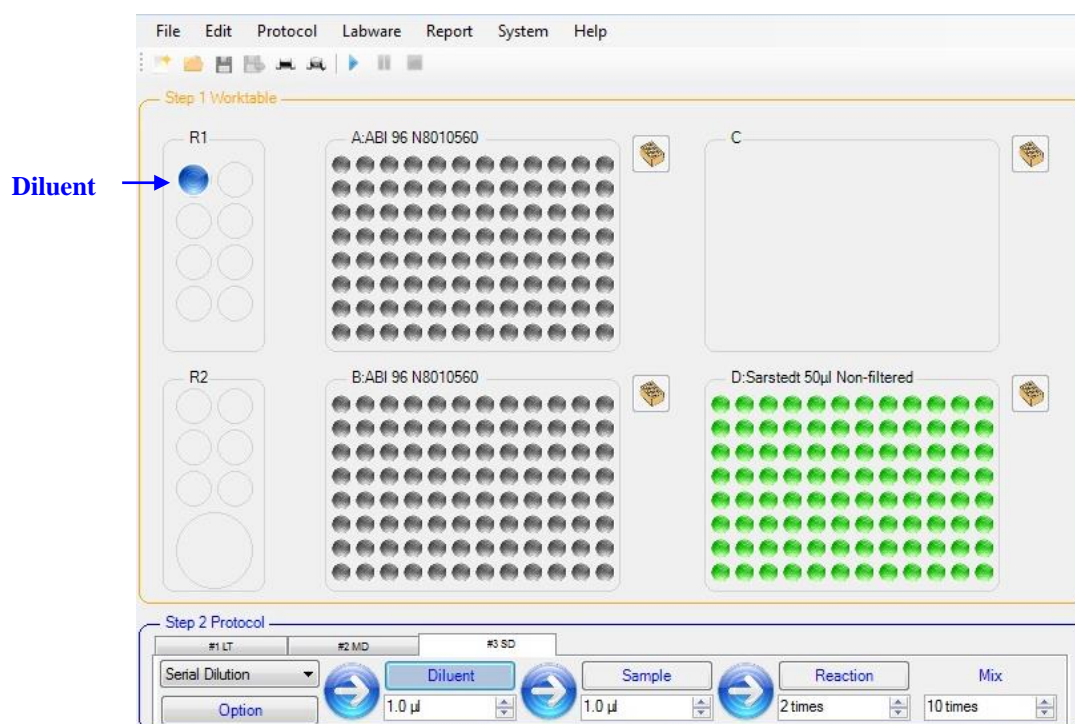 File Edit Protocol Labware Report System Help
Step 1 Worktable
R1
A:ABI 96 N8010560
C
Diluent
R2
B:ABI 96 N8010560
D:Sarstedt 50µl Non-filtered
Step 2 Protocol
#1 LT
#2 MD
#3 SD
Serial Dilution
Diluent
Sample
Reaction
Mix
Option
1.0 µl
1.0 µl
2 times
10 times